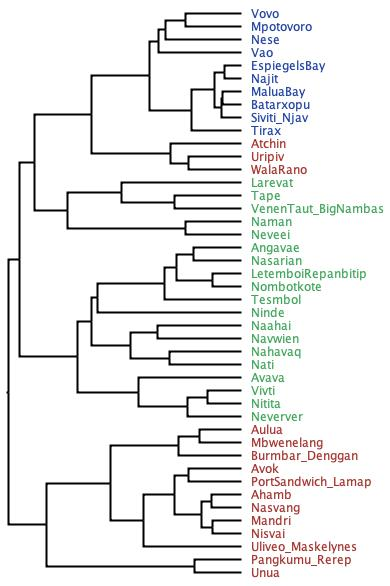 Vovo
Mpotovoro
Nese
Vao
EspiegelsBay
Najit
MaluaBay
Batarxopu
Siviti_Njav
Tirax
Atchin
Uripiv
WalaRano
Larevat
Tape
VenenTaut_BigNambas
Naman
Neveei
Angavae
Nasarian
LetemboiRepanbitip
Nombotkote
Tesmbol
Ninde
Naahai
Navwien
Nahavaq
Nati
Avava
Vivti
Nitita
Neverver
Aulua
Mbwenelang
Burmbar_Denggan
Avok
PortSandwich_Lamap
Ahamb
Nasvang
Mandri
Nisvai
Uliveo_Maskelynes
Pangkumu_Rerep
Unua